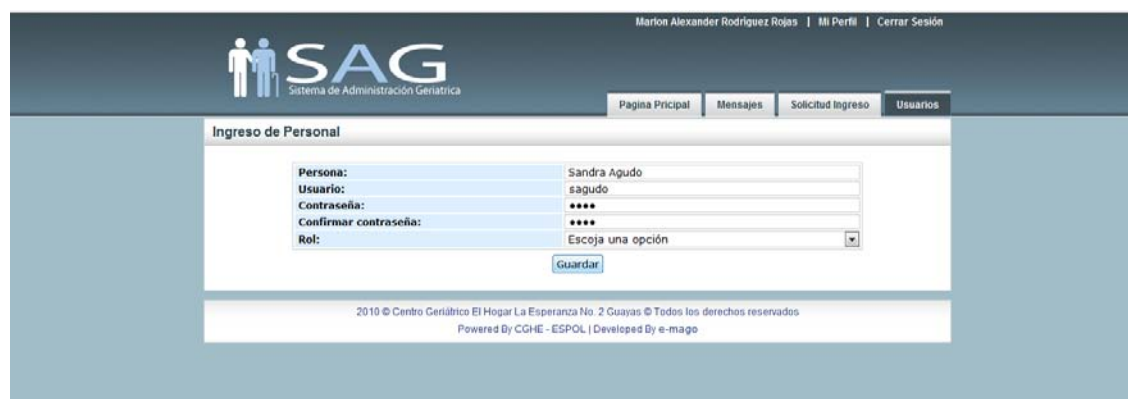 Marlon Alexander Rodriguez Rojas | Mi Perfil | Cerrar Sesión
SAG
Sistema de Administración Geriatrica
Pagina Pricipal Mensajes Solicitud Ingreso Usuarios
Ingreso de Personal
Persona: Sandra Agudo
Usuario: sagudo
Contraseña: ••••
Confirmar contraseña: ••••
Rol: Escoja una opción
Guardar
2010 © Centro Geriátrico El Hogar La Esperanza No. 2 Guayas © Todos los derechos reservados
Powered By CGHE - ESPOL | Developed By e-mago